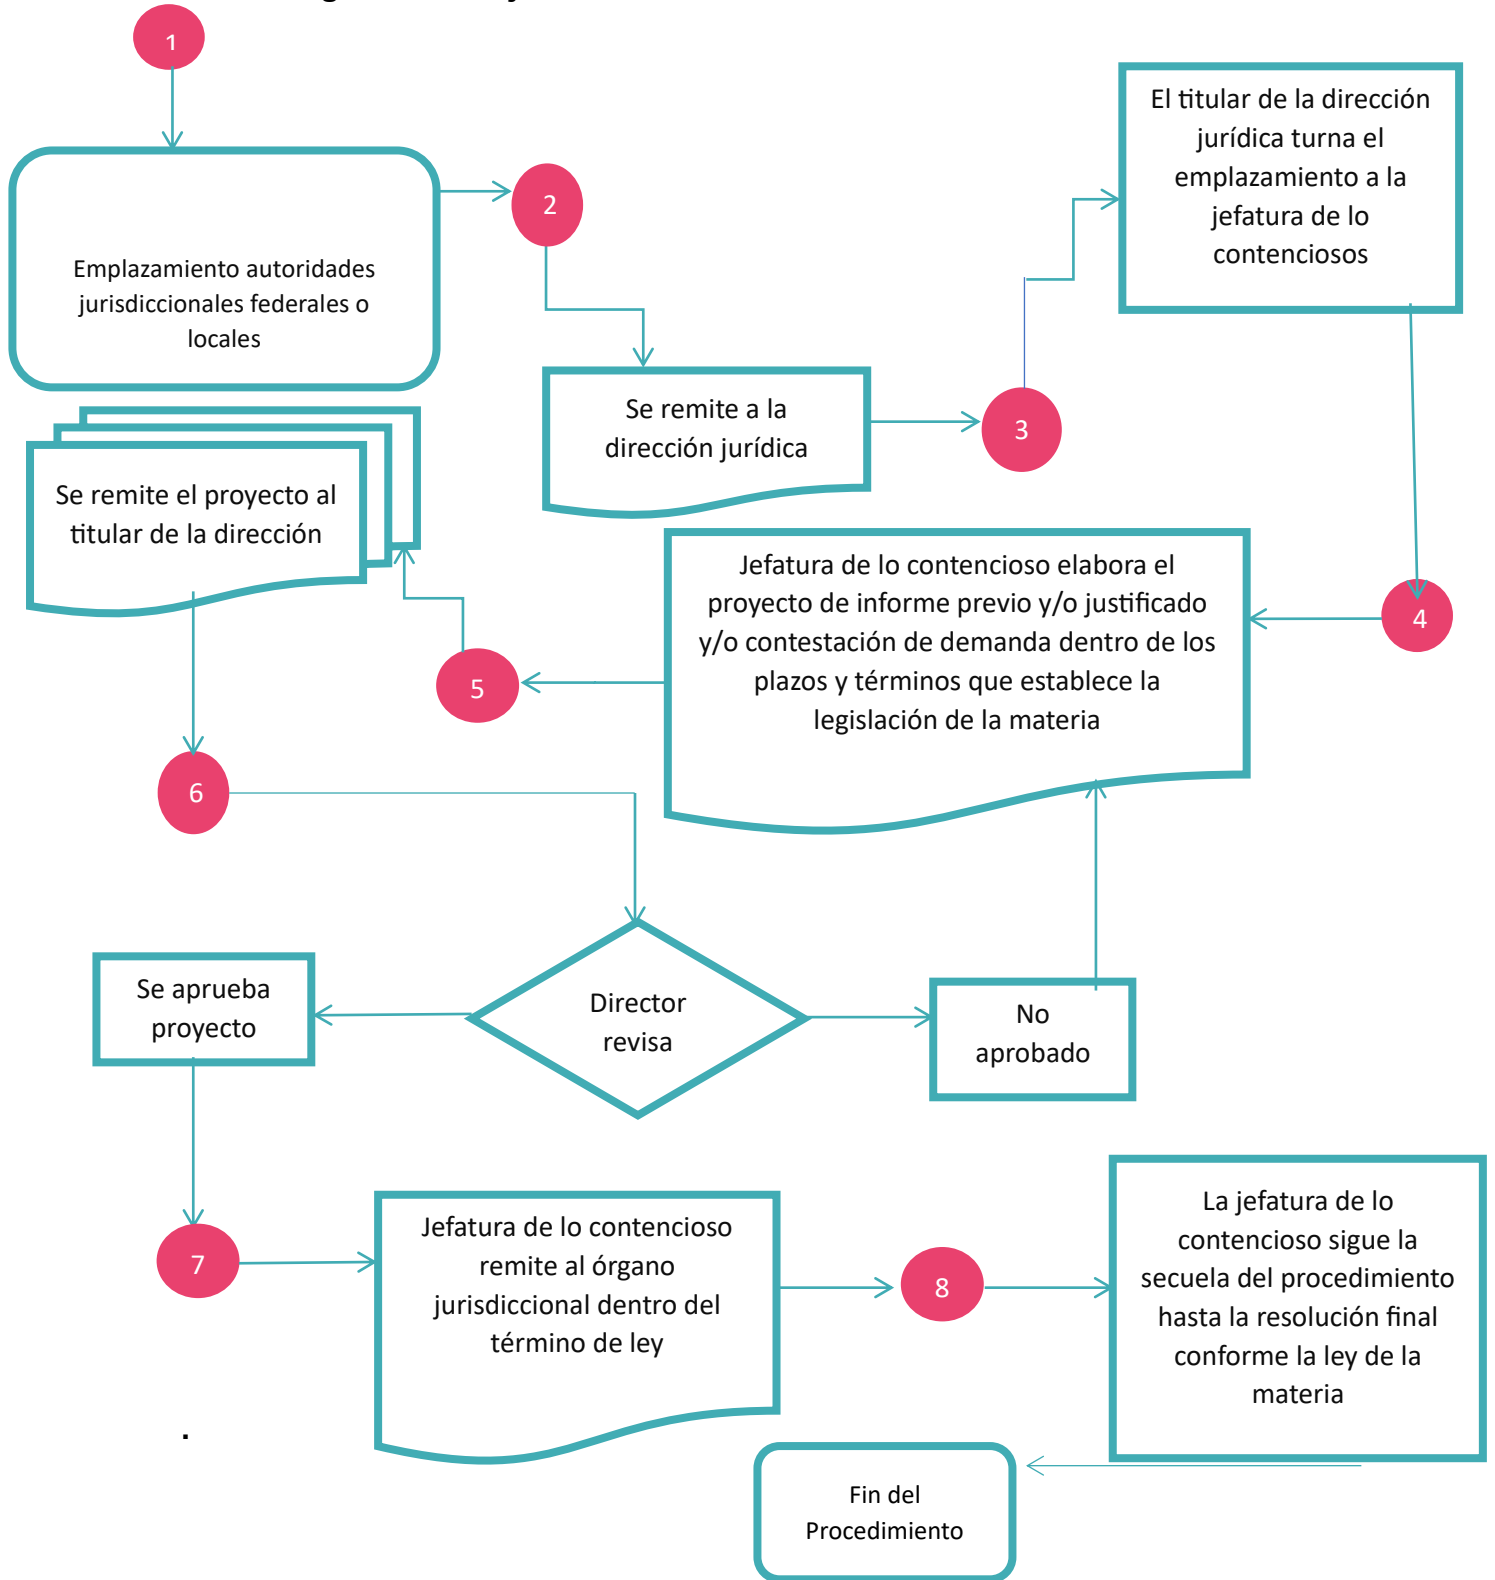 1
Emplazamiento autoridades
jurisdiccionales federales o
locales
2
Se remite a la
dirección jurídica
3
El titular de la dirección
jurídica turna el
emplazamiento a la
jefatura de lo
contenciosos
4
Jefatura de lo contencioso elabora el
proyecto de informe previo y/o justificado
y/o contestación de demanda dentro de los
plazos y términos que establece la
legislación de la materia
5
Se remite el proyecto al
titular de la dirección
6
Director
revisa
Se aprueba
proyecto
No
aprobado
7
Jefatura de lo contencioso
remite al órgano
jurisdiccional dentro del
término de ley
8
La jefatura de lo
contencioso sigue la
secuela del procedimiento
hasta la resolución final
conforme la ley de la
materia
.
Fin del
Procedimiento